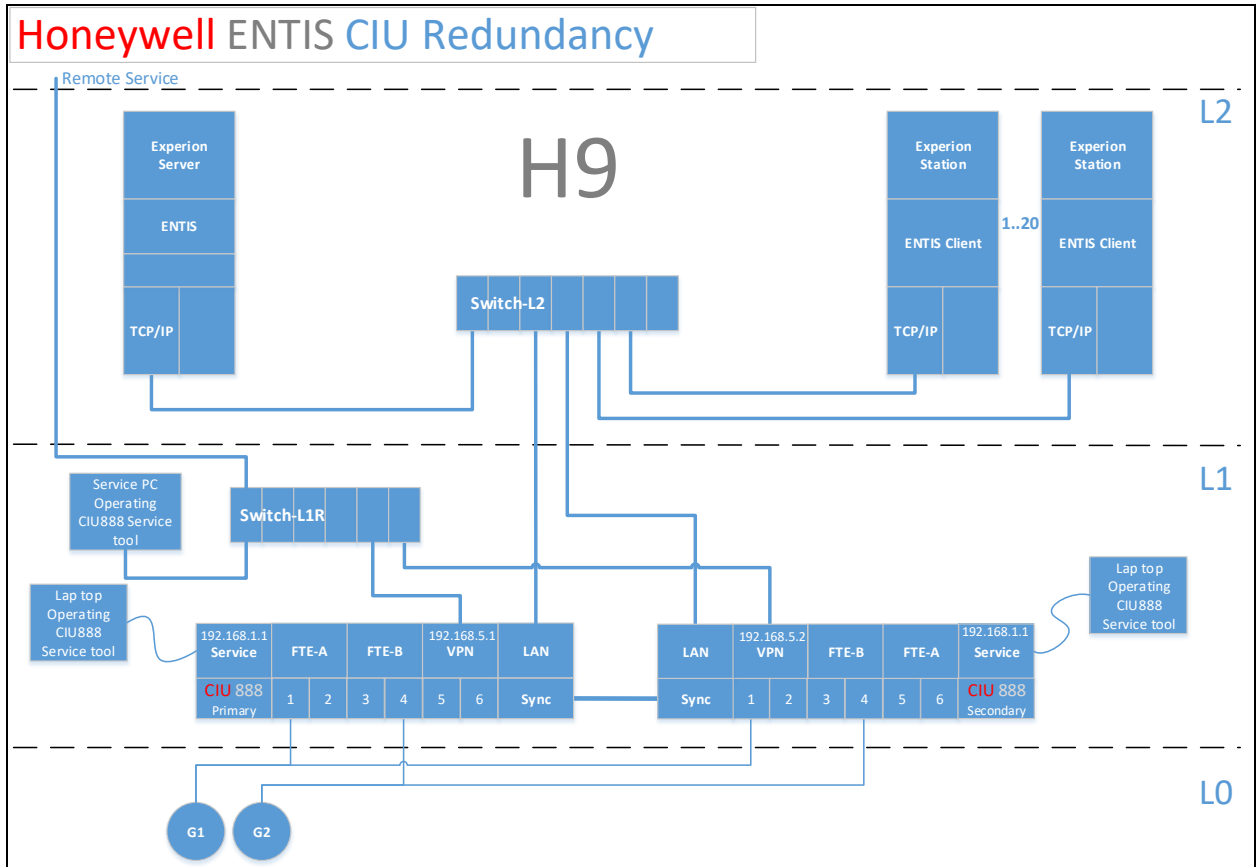 Honeywell ENTIS CIU Redundancy
Remote Service
L2
Experion
Server
ENTIS
TCP/IP
H9
Experion
Station
ENTIS Client
TCP/IP
1..20
Experion
Station
ENTIS Client
TCP/IP
Switch-L2
L1
Service PC
Operating
CIU888 Service
tool
Switch-L1R
Lap top
Operating
CIU888
Service tool
Lap top
Operating
CIU888
Service tool
192.168.1.1
Service
FTE-A
FTE-B
192.168.5.1
VPN
LAN
CIU 888
Primary
1
2
3
4
5
6
Sync
LAN
192.168.5.2
VPN
FTE-B
FTE-A
192.168.1.1
Service
Sync
1
2
3
4
5
6
CIU 888
Secondary
L0
G1
G2